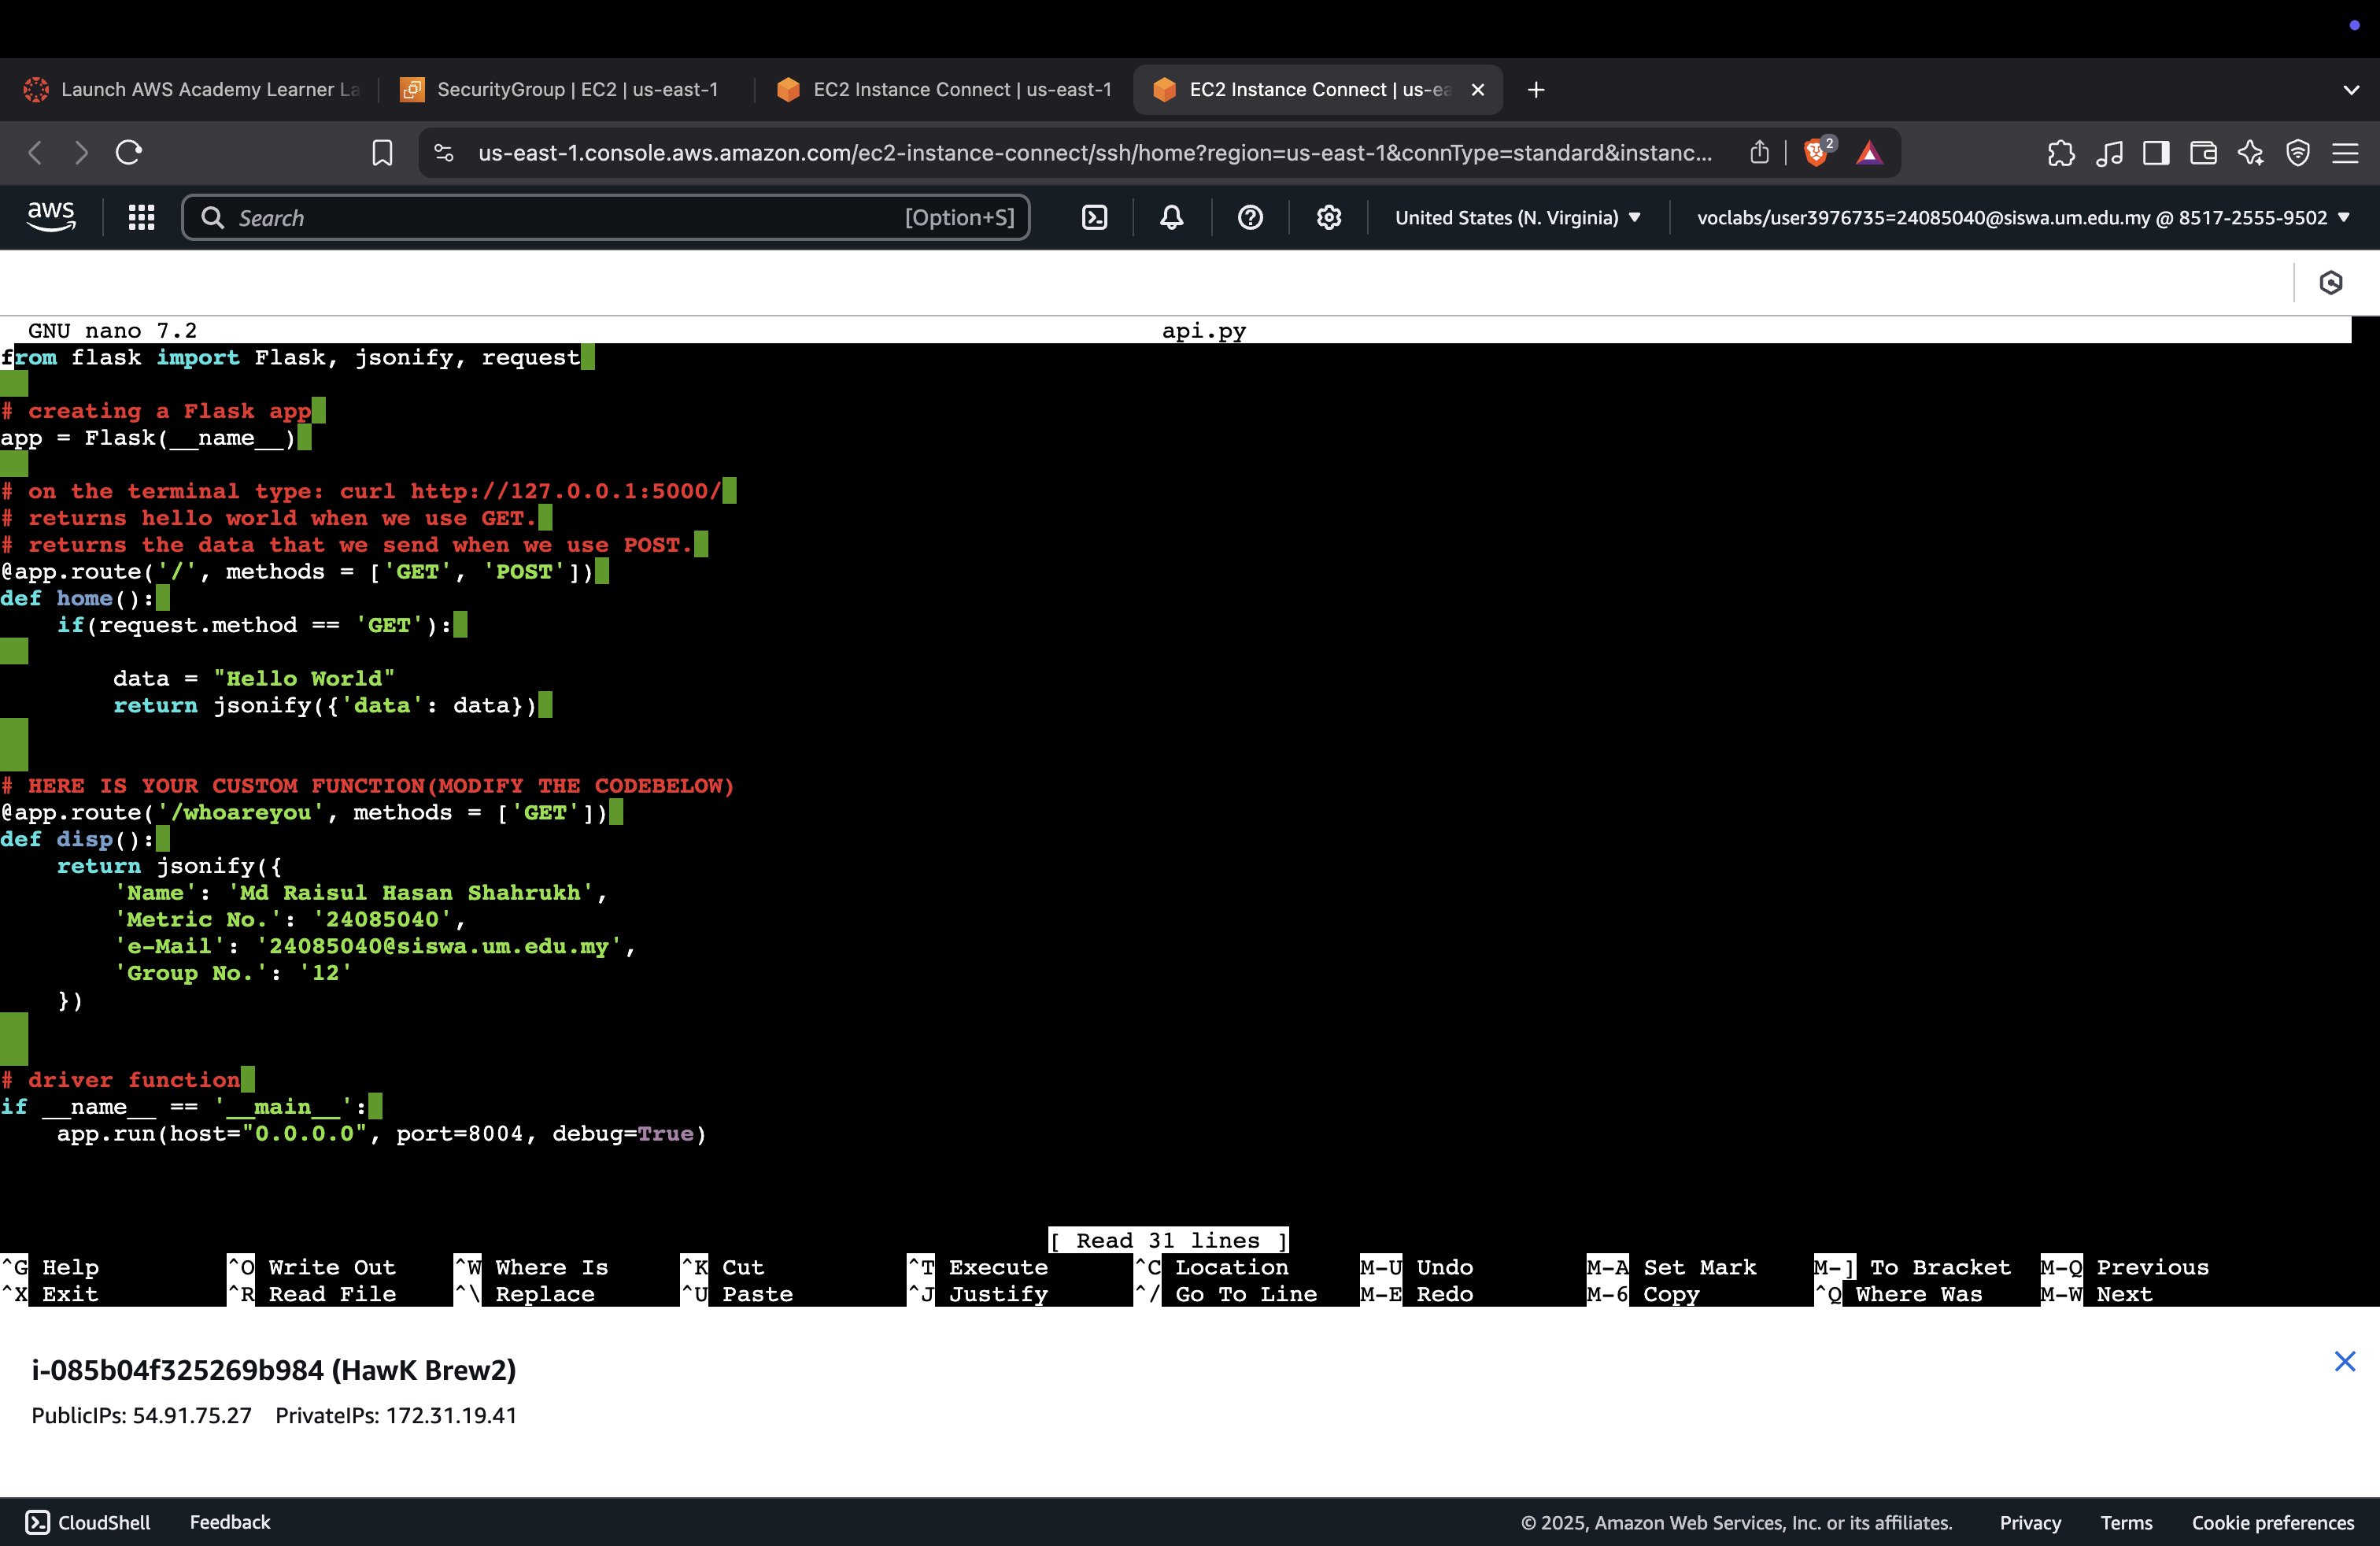 Launch AWS Academy Learner La
SecurityGroup | EC2 | us-east-1
EC2 Instance Connect | us-east-1
EC2 Instance Connect | us-ea
us-east-1.console.aws.amazon.com/ec2-instance-connect/ssh/home?region=us-east-1&connType=standard&instanc...
2
aws
Search
[Option+S]
United States (N. Virginia)
voclabs/user3976735=24085040@siswa.um.edu.my @ 8517-2555-9502
GNU nano 7.2 api.py
from flask import Flask, jsonify, request
# creating a Flask app
app = Flask(__name__)
# on the terminal type: curl http://127.0.0.1:5000/
# returns hello world when we use GET.
# returns the data that we send when we use POST.
@app.route('/', methods = ['GET', 'POST'])
def home():
    if(request.method == 'GET'):
        data = "Hello World"
        return jsonify({'data': data})
# HERE IS YOUR CUSTOM FUNCTION(MODIFY THE CODEBELOW)
@app.route('/whoareyou', methods = ['GET'])
def disp():
    return jsonify({
        'Name': 'Md Raisul Hasan Shahrukh',
        'Metric No.': '24085040',
        'e-Mail': '24085040@siswa.um.edu.my',
        'Group No.': '12'
    })
# driver function
if __name__ == '__main__':
    app.run(host="0.0.0.0", port=8004, debug=True)
[ Read 31 lines ]
^G Help ^O Write Out ^W Where Is ^K Cut ^T Execute ^C Location M-U Undo M-A Set Mark M-] To Bracket M-Q Previous
^X Exit ^R Read File ^\ Replace ^U Paste ^J Justify ^/ Go To Line M-E Redo M-6 Copy ^Q Where Was M-W Next
i-085b04f325269b984 (HawK Brew2)
PublicIPs: 54.91.75.27 PrivateIPs: 172.31.19.41
CloudShell Feedback © 2025, Amazon Web Services, Inc. or its affiliates. Privacy Terms Cookie preferences